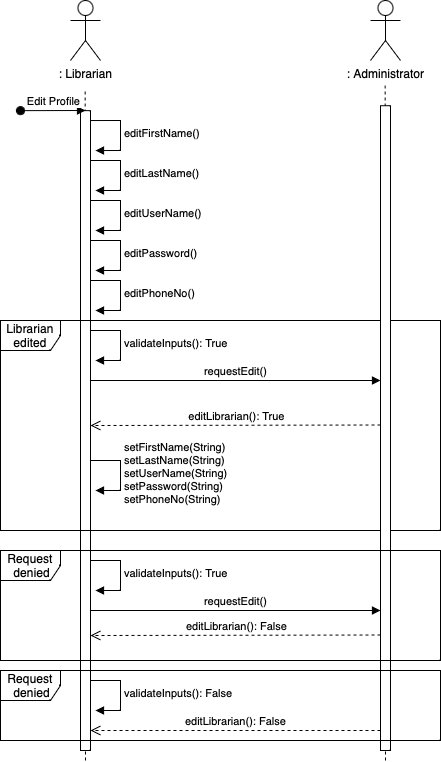 : Librarian
: Administrator
Edit Profile
editFirstName()
editLastName()
editUserName()
editPassword()
editPhoneNo()
Librarian
edited
validateInputs(): True
requestEdit()
editLibrarian(): True
setFirstName(String)
setLastName(String)
setUserName(String)
setPassword(String)
setPhoneNo(String)
Request
denied
validateInputs(): True
requestEdit()
editLibrarian(): False
Request
denied
validateInputs(): False
editLibrarian(): False